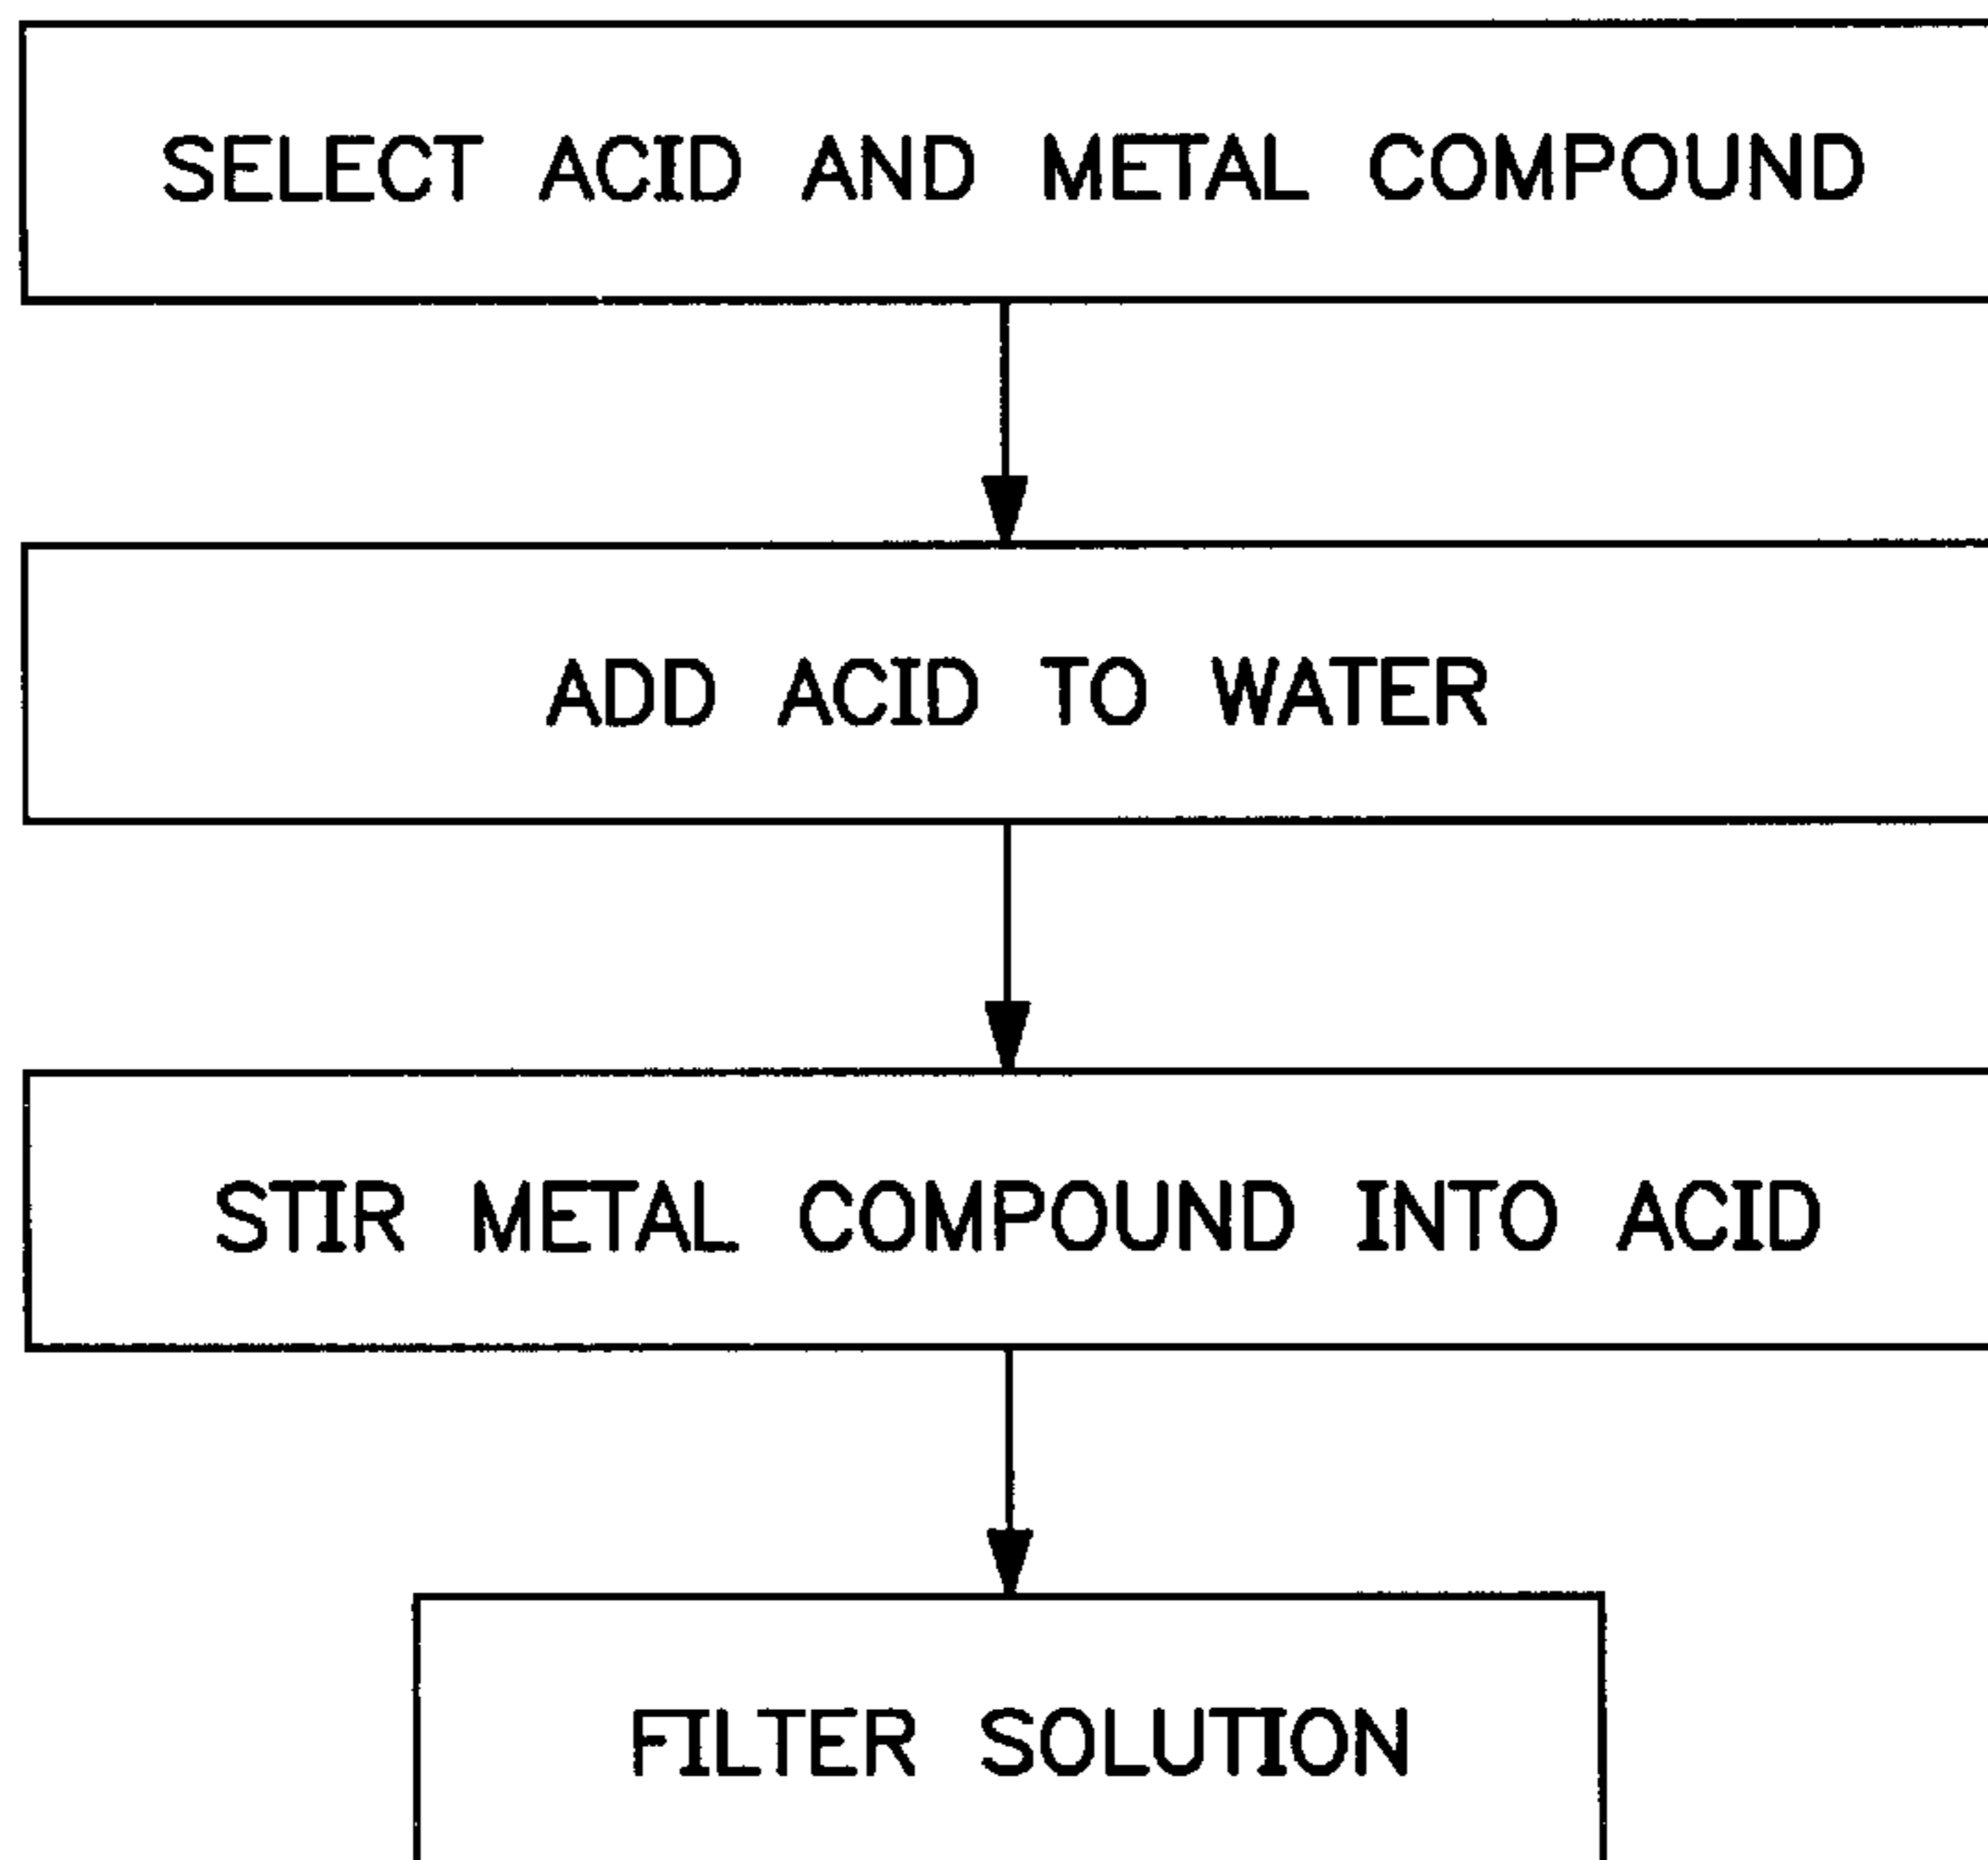 SELECT ACID AND METAL COMPOUND
ADD ACID TO WATER
STIR METAL COMPOUND INTO ACID
FILTER SOLUTION